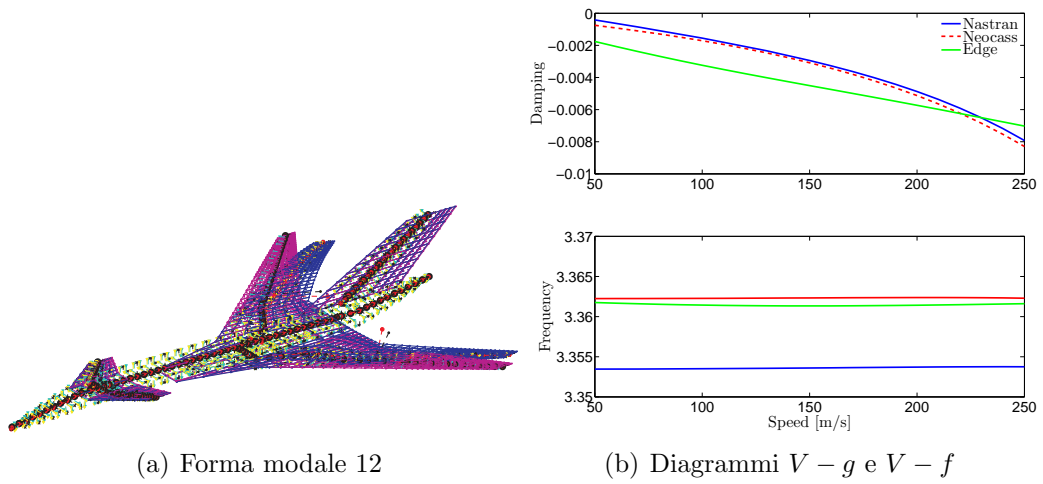 0
−0.002
−0.004
−0.006
−0.008
−0.01
Damping
50 100 150 200 250
Nastran
Neocass
Edge
3.37
3.365
3.36
3.355
3.35
Frequency
50 100 150 200 250
Speed [m/s]
(a) Forma modale 12
(b) Diagrammi V − g e V − f